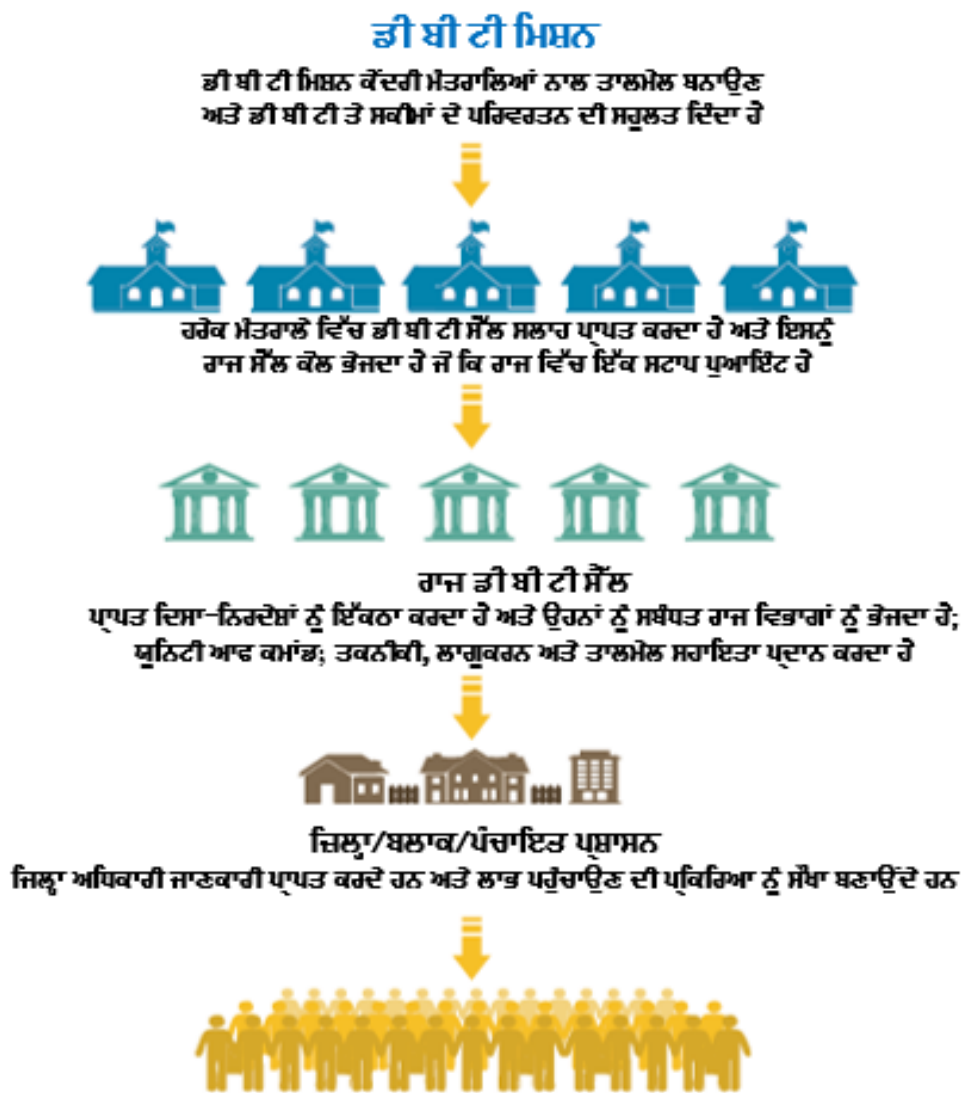 ਡੀ ਬੀ ਟੀ ਮਿਸ਼ਨ
ਡੀ ਬੀ ਟੀ ਮਿਸ਼ਨ ਕੇਂਦਰੀ ਮੰਤਰਾਲਿਆਂ ਨਾਲ ਤਾਲਮੇਲ ਬਨਾਉਣ
ਅਤੇ ਡੀ ਬੀ ਟੀ ਤੇ ਸਕੀਮਾਂ ਦੇ ਪਰਿਵਰਤਨ ਦੀ ਸਹੂਲਤ ਦਿੰਦਾ ਹੈ
ਹਰੇਕ ਮੰਤਰਾਲੇ ਵਿੱਚ ਡੀ ਬੀ ਟੀ ਸੈੱਲ ਸਲਾਹ ਪ੍ਰਾਪਤ ਕਰਦਾ ਹੈ ਅਤੇ ਇਸਨੂੰ
ਰਾਜ ਸੈੱਲ ਕੋਲ ਭੇਜਦਾ ਹੈ ਜੋ ਕਿ ਰਾਜ ਵਿੱਚ ਇੱਕ ਸਟਾਪ ਪੁਆਇੰਟ ਹੈ
ਰਾਜ ਡੀ ਬੀ ਟੀ ਸੈੱਲ
ਪ੍ਰਾਪਤ ਦਿਸਾ-ਨਿਰਦੇਸ਼ਾਂ ਨੂੰ ਇੱਕਠਾ ਕਰਦਾ ਹੈ ਅਤੇ ਉਹਨਾਂ ਨੂੰ ਸਬੰਧਤ ਰਾਜ ਵਿਭਾਗਾਂ ਨੂੰ ਭੇਜਦਾ ਹੈ;
ਯੂਨਿਟੀ ਆਫ ਕਮਾਂਡ; ਤਕਨੀਕੀ, ਲਾਗੂਕਰਨ ਅਤੇ ਤਾਲਮੇਲ ਸਹਾਇਤਾ ਪ੍ਰਦਾਨ ਕਰਦਾ ਹੈ
ਜ਼ਿਲ੍ਹਾ/ਬਲਾਕ/ਪੰਚਾਇਤ ਪ੍ਰਸ਼ਾਸਨ
ਜਿਲ੍ਹਾ ਅਧਿਕਾਰੀ ਜਾਣਕਾਰੀ ਪ੍ਰਾਪਤ ਕਰਦੇ ਹਨ ਅਤੇ ਲਾਭ ਪਹੁੰਚਾਉਣ ਦੀ ਪ੍ਰਕਿਰਿਆ ਨੂੰ ਸੌਖਾ ਬਣਾਉਂਦੇ ਹਨ